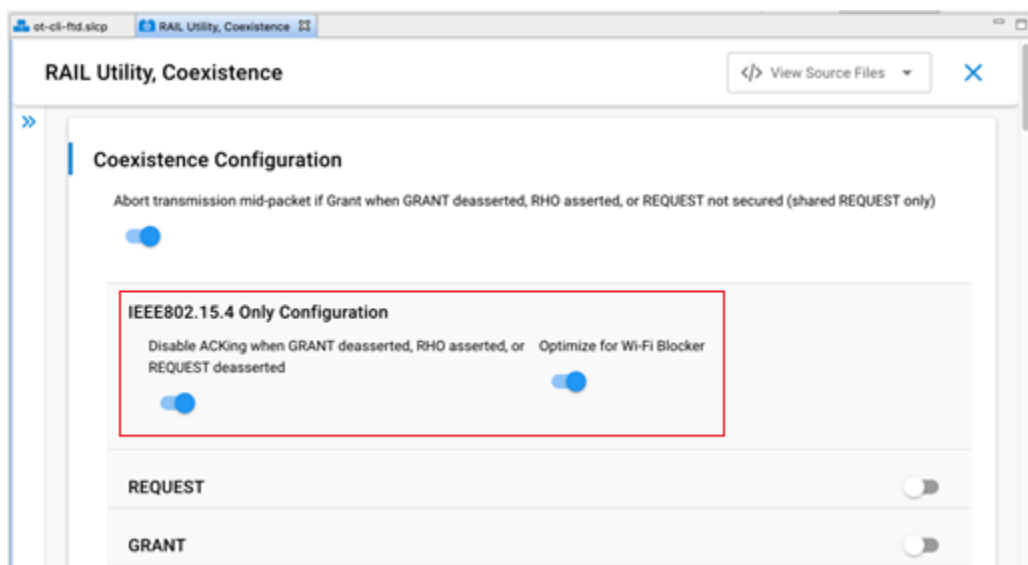 ot-cli-ftd.slcp
RAIL Utility, Coexistence
RAIL Utility, Coexistence
</> View Source Files
Coexistence Configuration
Abort transmission mid-packet if Grant when GRANT deasserted, RHO asserted, or REQUEST not secured (shared REQUEST only)
IEEE802.15.4 Only Configuration
Disable ACKing when GRANT deasserted, RHO asserted, or
REQUEST deasserted
Optimize for Wi-Fi Blocker
REQUEST
GRANT